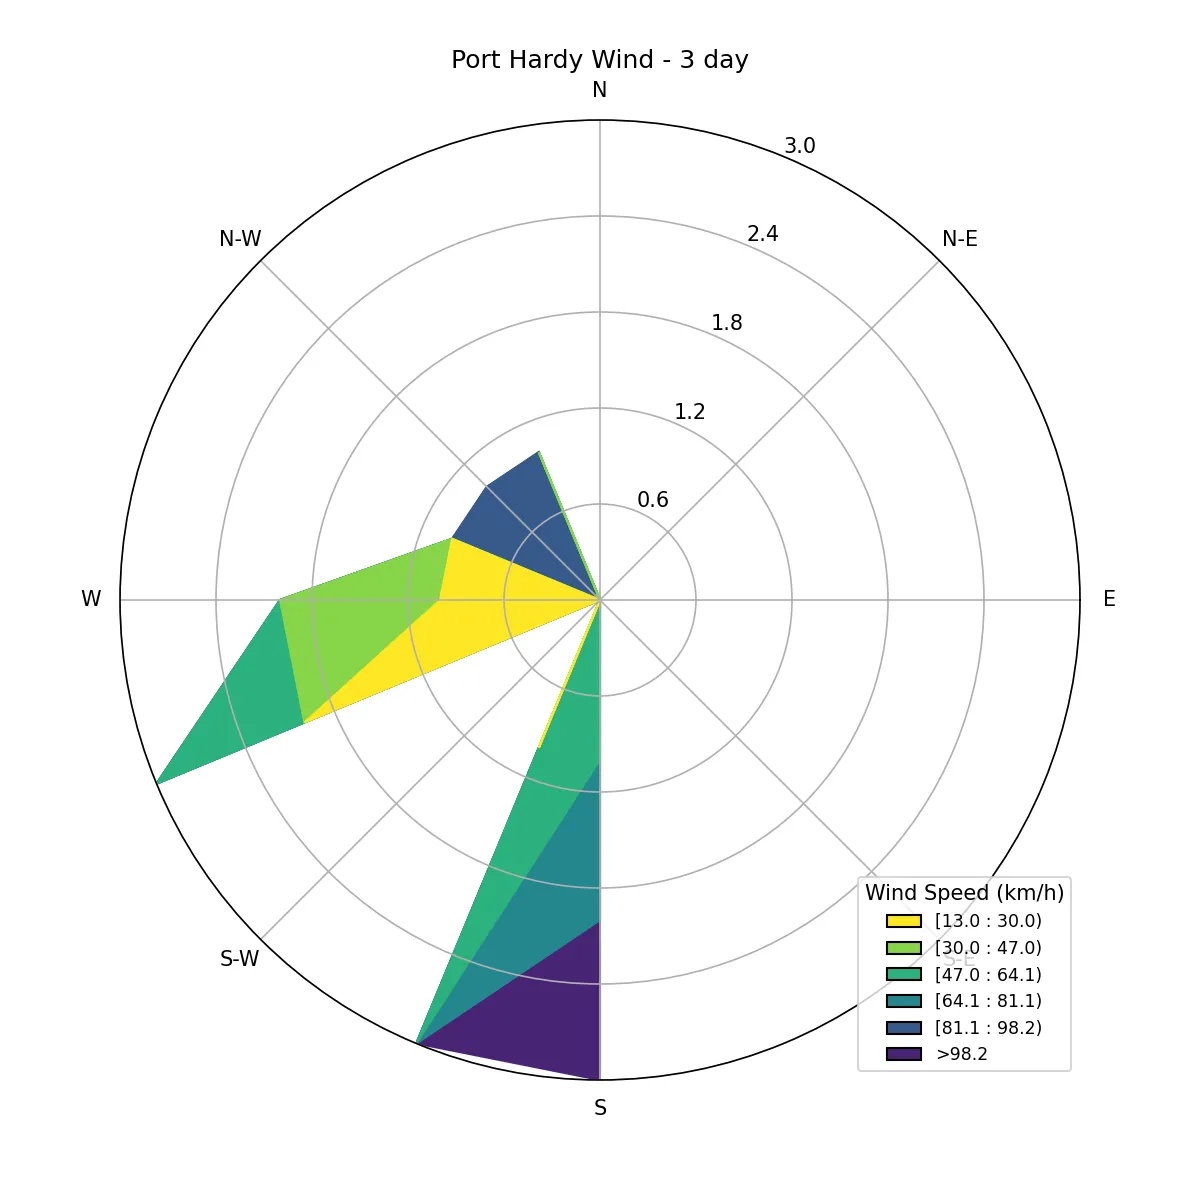 Port Hardy Wind - 3 day
N
3.0
N-W
2.4
N-E
1.8
1.2
0.6
W
E
S-W
S-E
S
Wind Speed (km/h)
[13.0 : 30.0)
[30.0 : 47.0)
[47.0 : 64.1)
[64.1 : 81.1)
[81.1 : 98.2)
>98.2